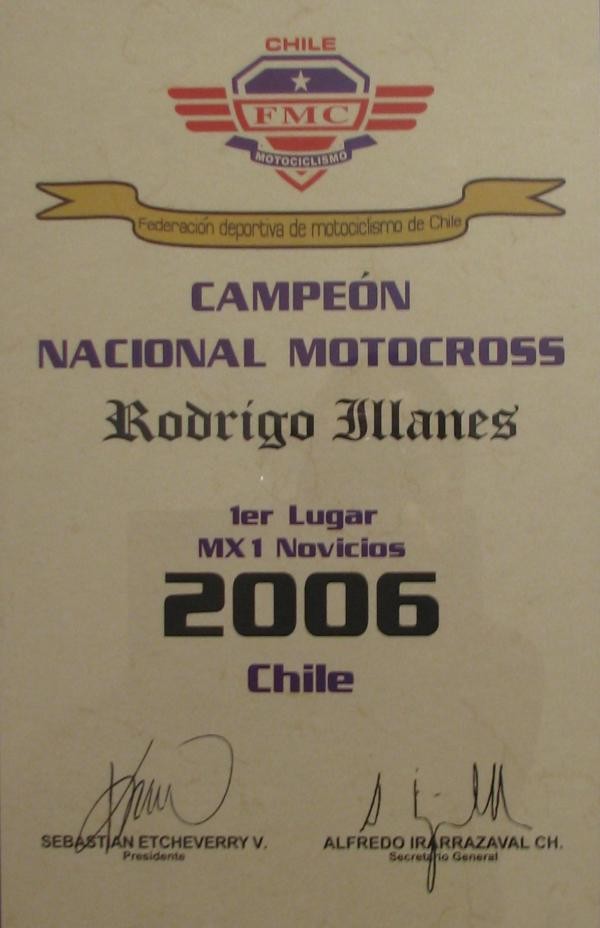 CHILE
FMC
MOTOCICLISMO
Federación deportiva de motociclismo de Chile
CAMPEÓN
NACIONAL MOTOCROSS
Rodrigo Illanes
1er Lugar
MX1 Novicios
2006
Chile
SEBASTIAN ETCHEVERRY V. ALFREDO IRARRAZAVAL CH.
Presidente Secretario General